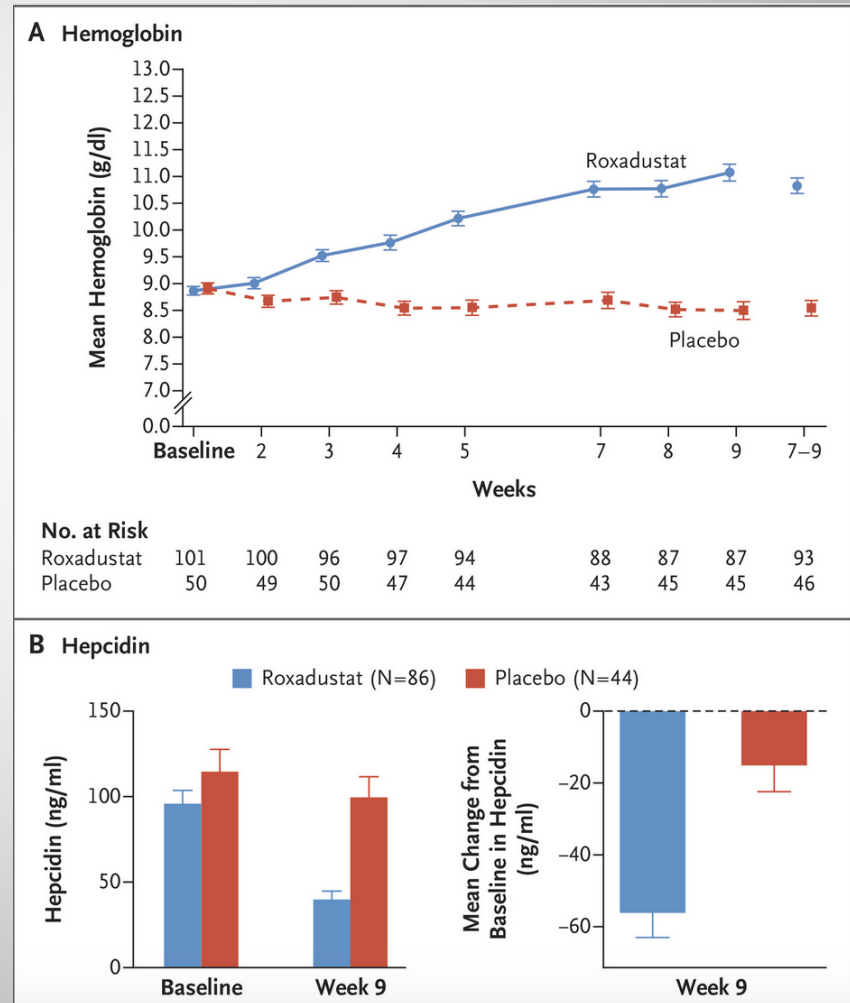 A Hemoglobin
13.0
12.5
12.0
11.5
11.0
10.5
10.0
9.5
9.0
8.5
8.0
7.5
7.0
0.0
Mean Hemoglobin (g/dl)
Roxadustat
Placebo
Baseline 2 3 4 5 7 8 9 7–9
Weeks
No. at Risk
Roxadustat 101 100 96 97 94 88 87 87 93
Placebo 50 49 50 47 44 43 45 45 46
B Hepcidin
Roxadustat (N=86) Placebo (N=44)
150
100
50
0
Hepcidin (ng/ml)
Baseline Week 9
0
–20
–40
–60
Mean Change from
Baseline in Hepcidin
(ng/ml)
Week 9